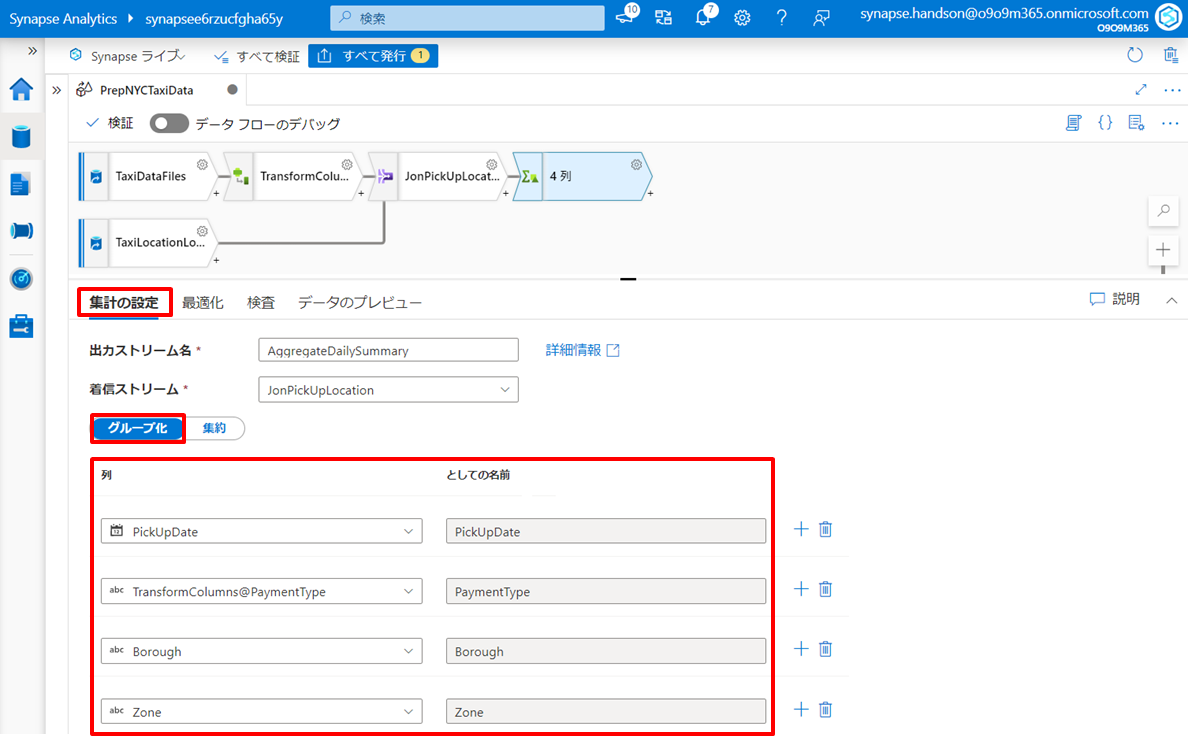 Synapse Analytics synapsee6rzucfgha65y 検索 10 7 synapse.handson@o9o9m365.onmicrosoft.com
O9O9M365
Synapse ライブ すべて検証 すべて発行 1
PrepNYCTaxiData
検証 データ フローのデバッグ
TaxiDataFiles TransformColu... JonPickUpLocat... 4 列
TaxiLocationLo...
集計の設定 最適化 検査 データのプレビュー 説明
出力ストリーム名 * AggregateDailySummary 詳細情報
着信ストリーム * JonPickUpLocation
グループ化 集約
列 としての名前
12 PickUpDate PickUpDate
abc TransformColumns@PaymentType PaymentType
abc Borough Borough
abc Zone Zone